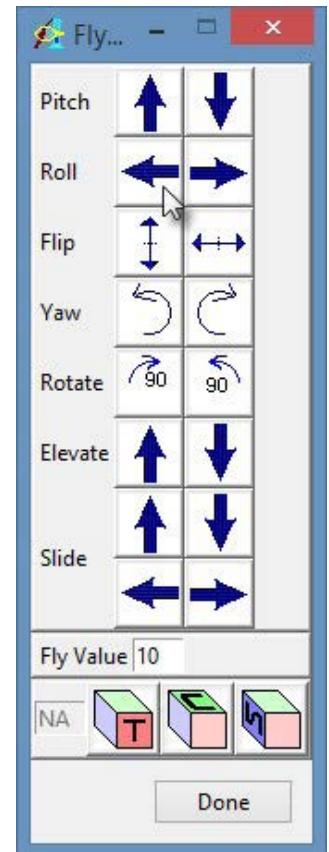 Fly...
Pitch
Roll
Flip
Yaw
Rotate 90 90
Elevate
Slide
Fly Value 10
NA T C S
Done